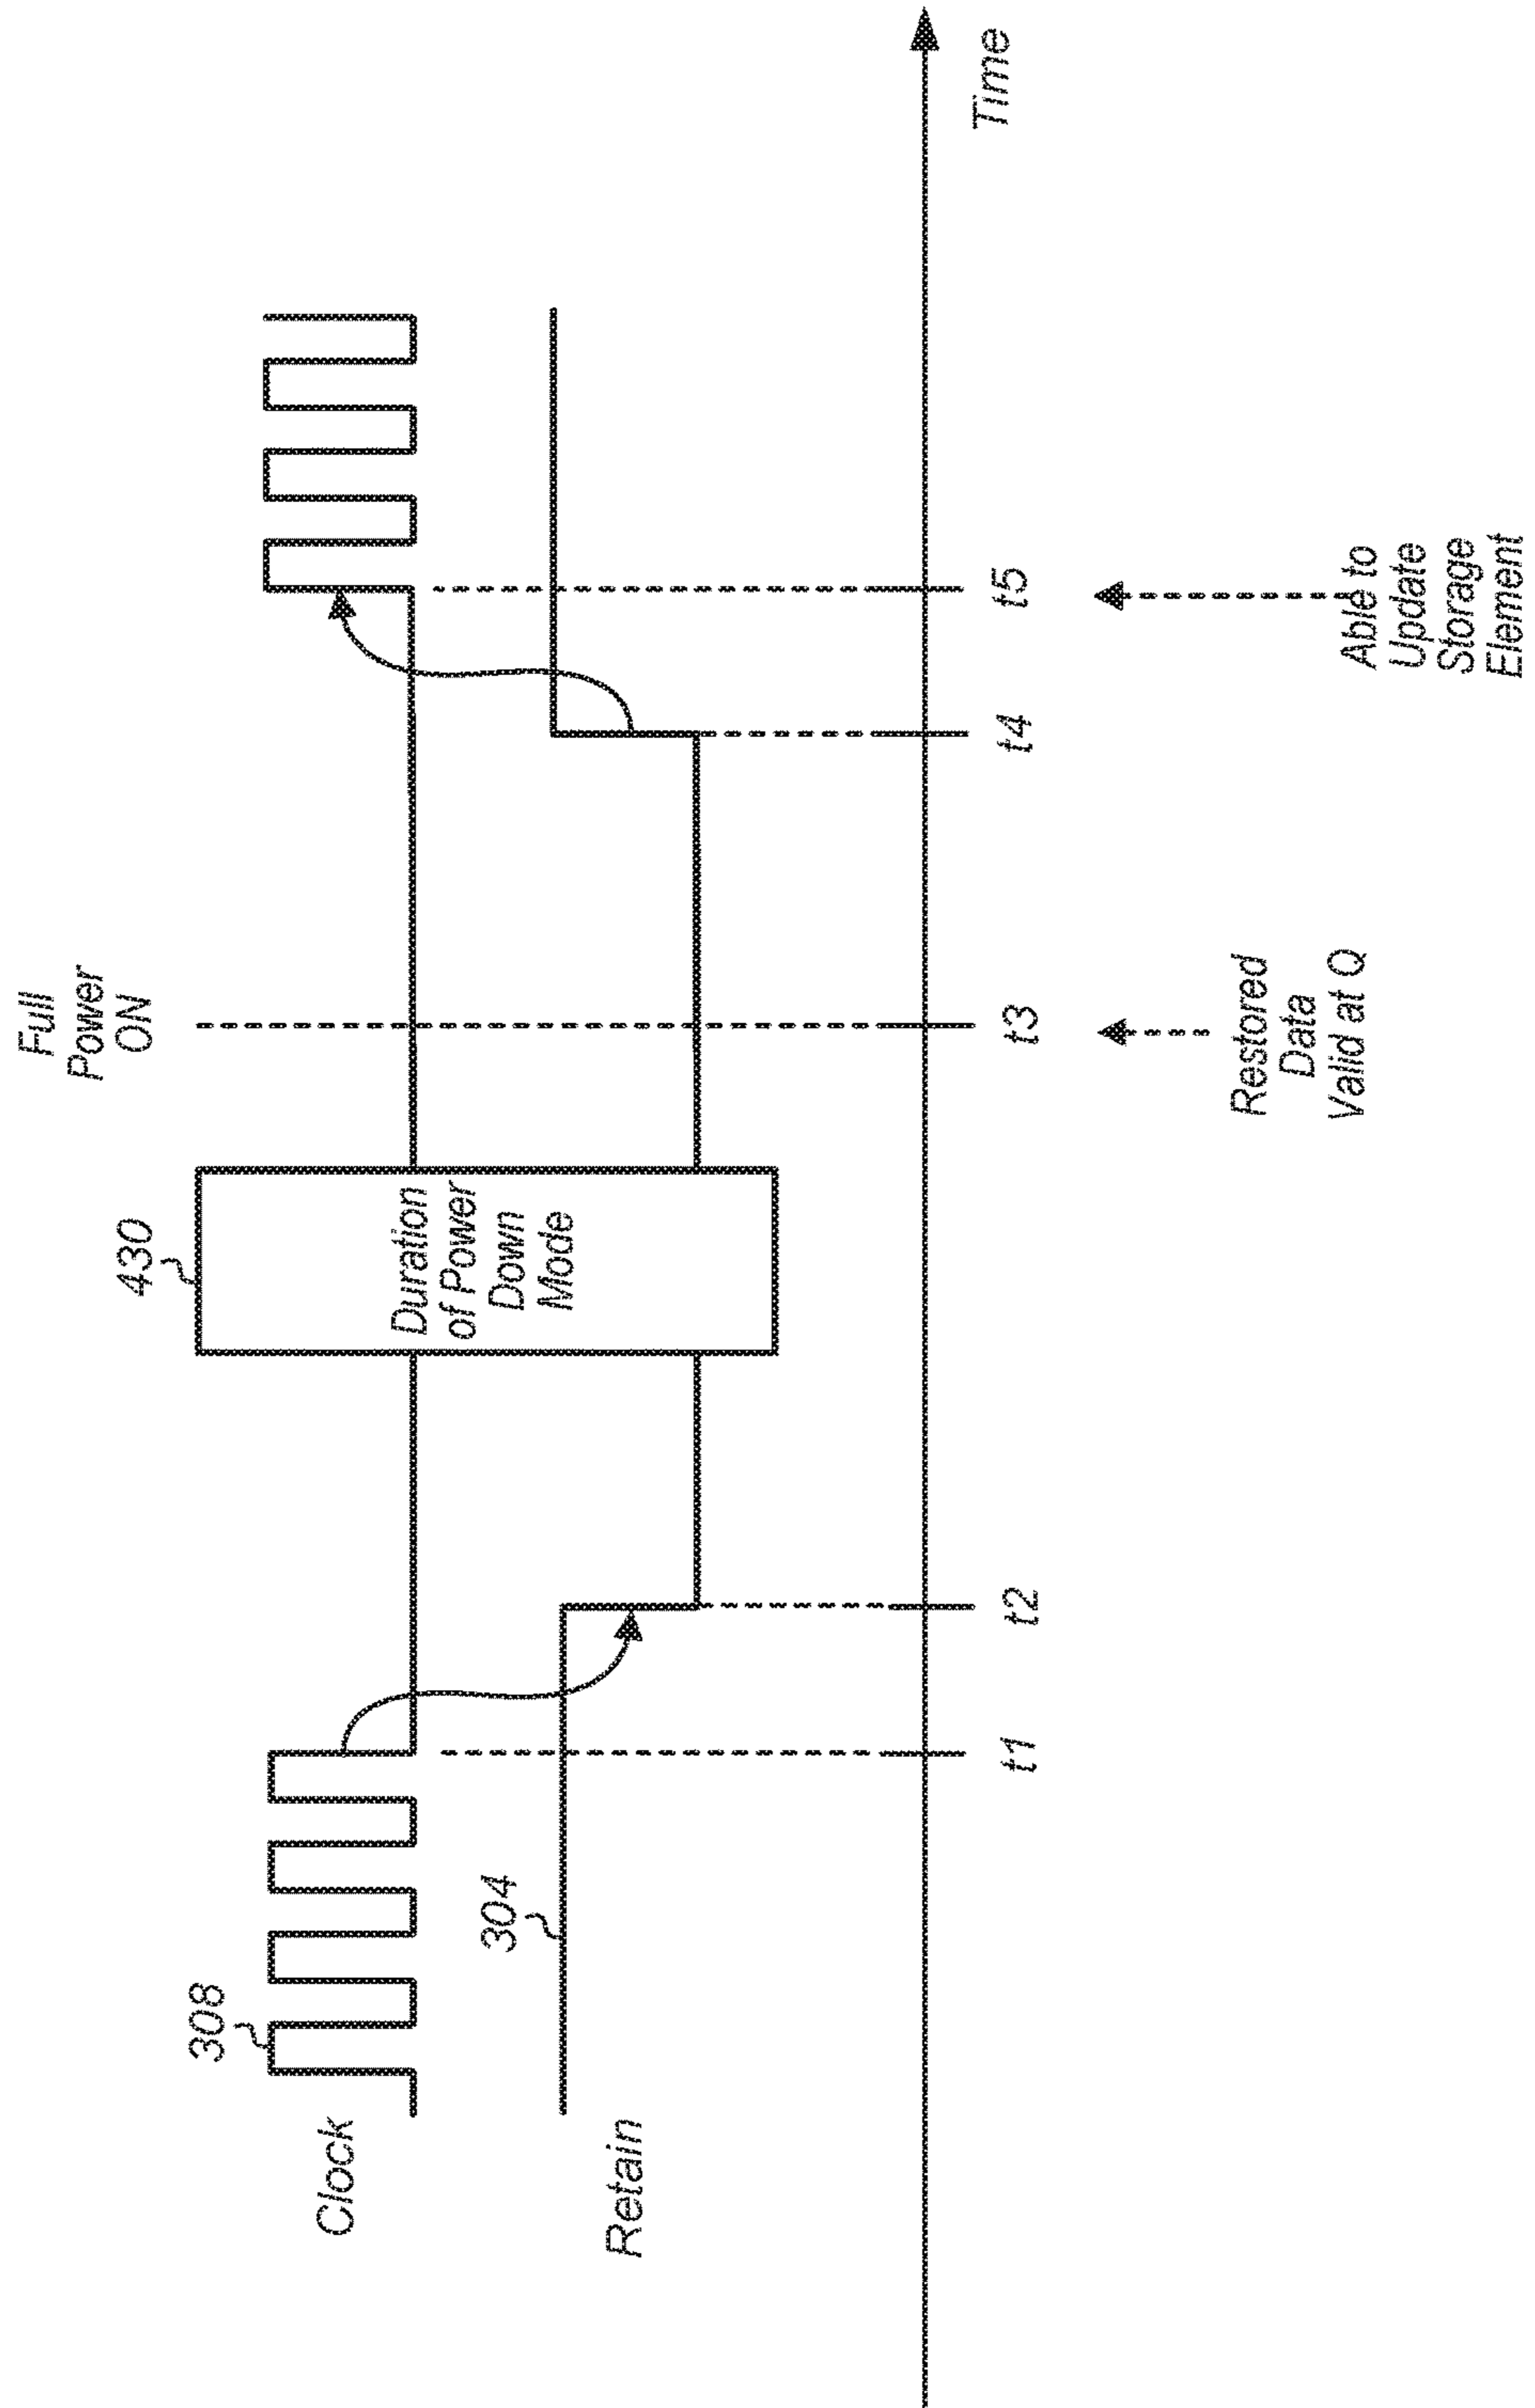 Full
Power
ON
430
308
Clock
Duration
of Power
Down
Mode
304
Retain
t1
t2
t3
t4
t5
Time
Restored
Data
Valid at Q
Able to
Update
Storage
Element